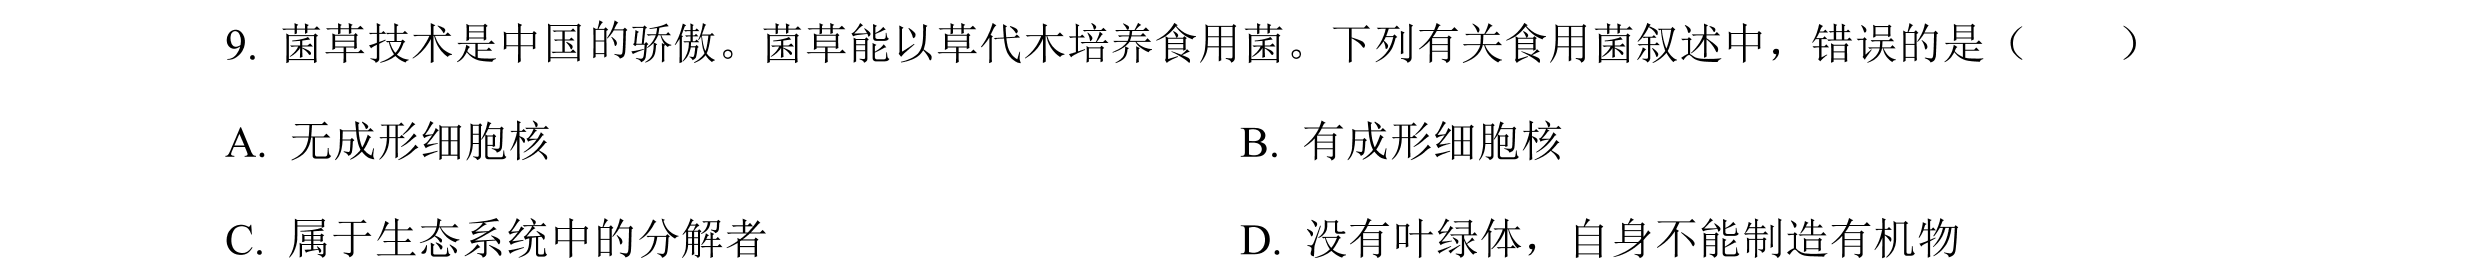 9. 菌草技术是中国的骄傲。菌草能以草代木培养食用菌。下列有关食用菌叙述中，错误的是（　　）
A. 无成形细胞核　　B. 有成形细胞核
C. 属于生态系统中的分解者　　D. 没有叶绿体，自身不能制造有机物